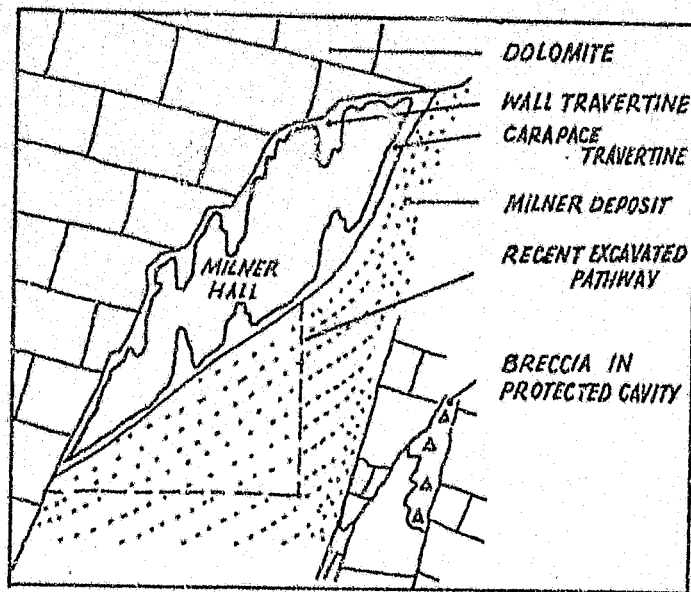 DOLOMITE
WALL TRAVERTINE
CARAPACE
TRAVERTINE
MILNER DEPOSIT
RECENT EXCAVATED
PATHWAY
MILNER
HALL
BRECCIA IN
PROTECTED CAVITY